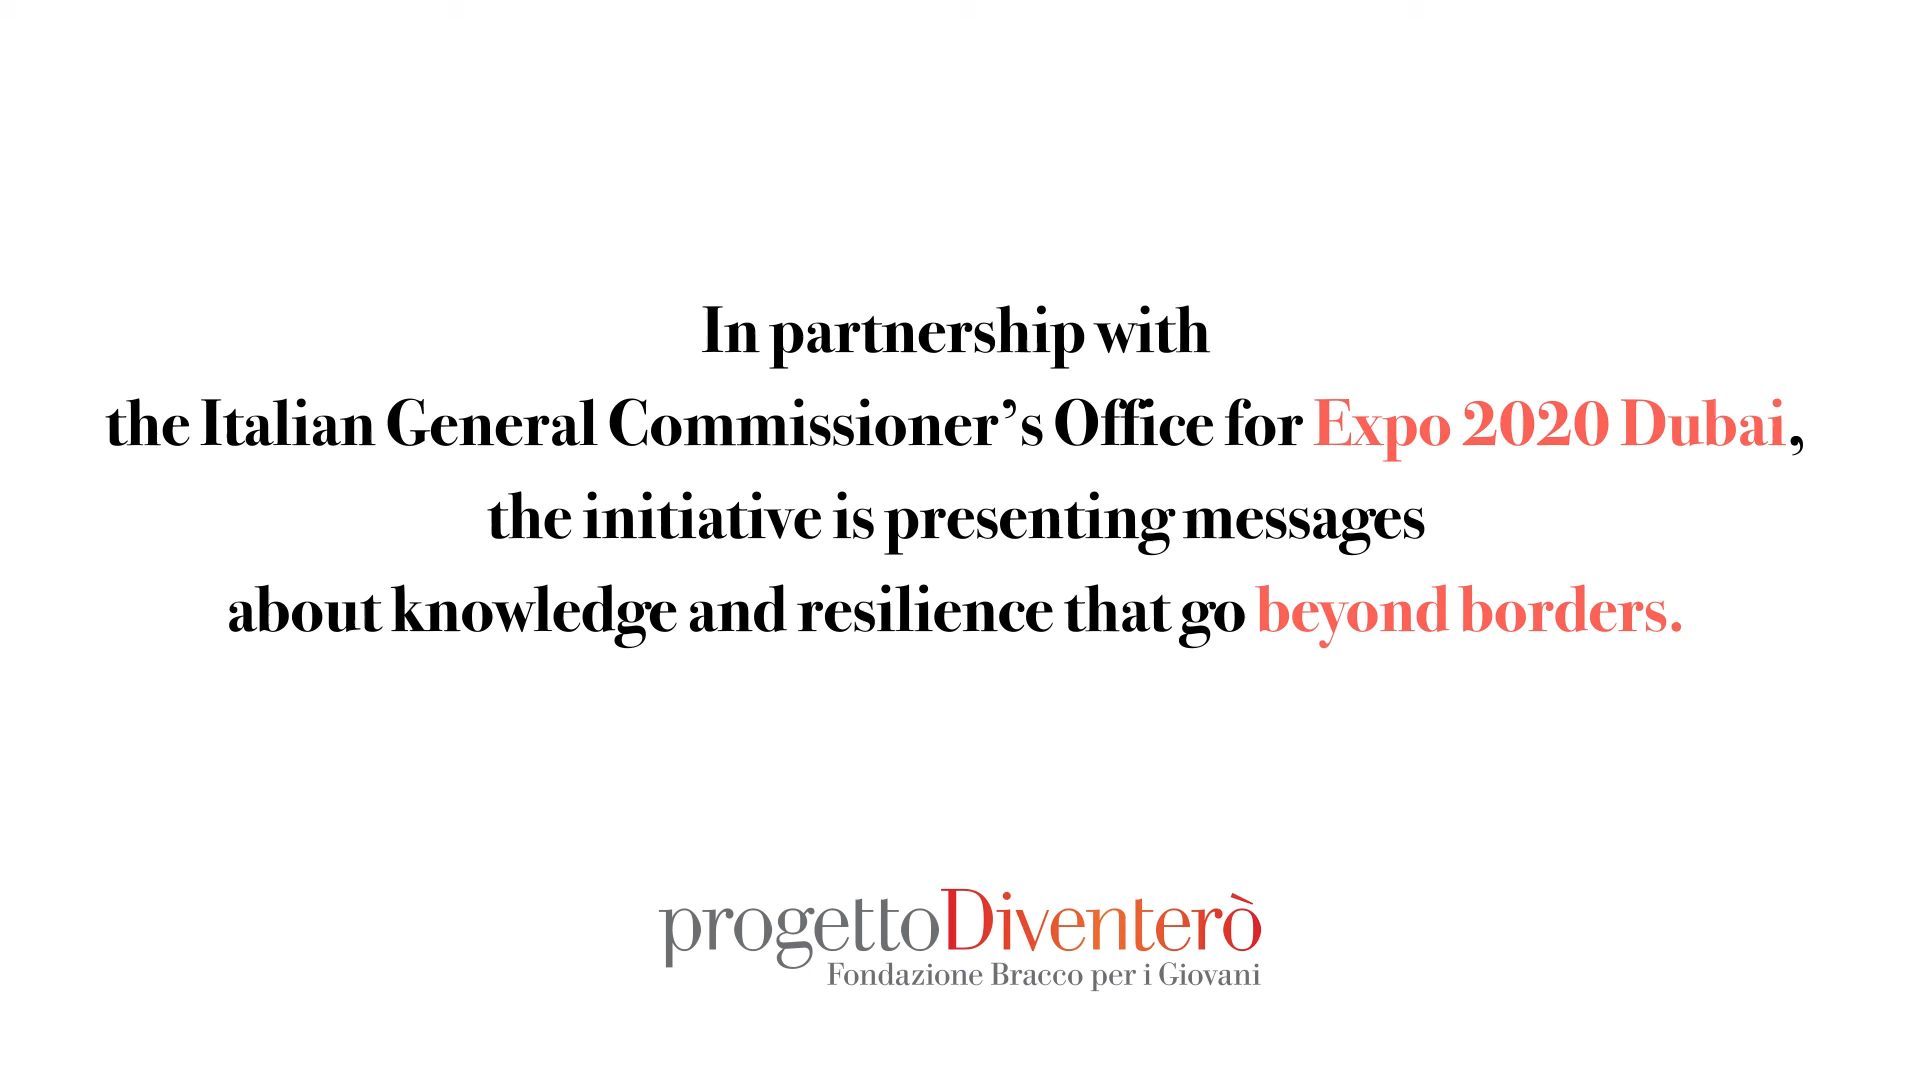 In partnership with
the Italian General Commissioner’s Office for Expo 2020 Dubai,
the initiative is presenting messages
about knowledge and resilience that go beyond borders.
progettoDiventerò
Fondazione Bracco per i Giovani